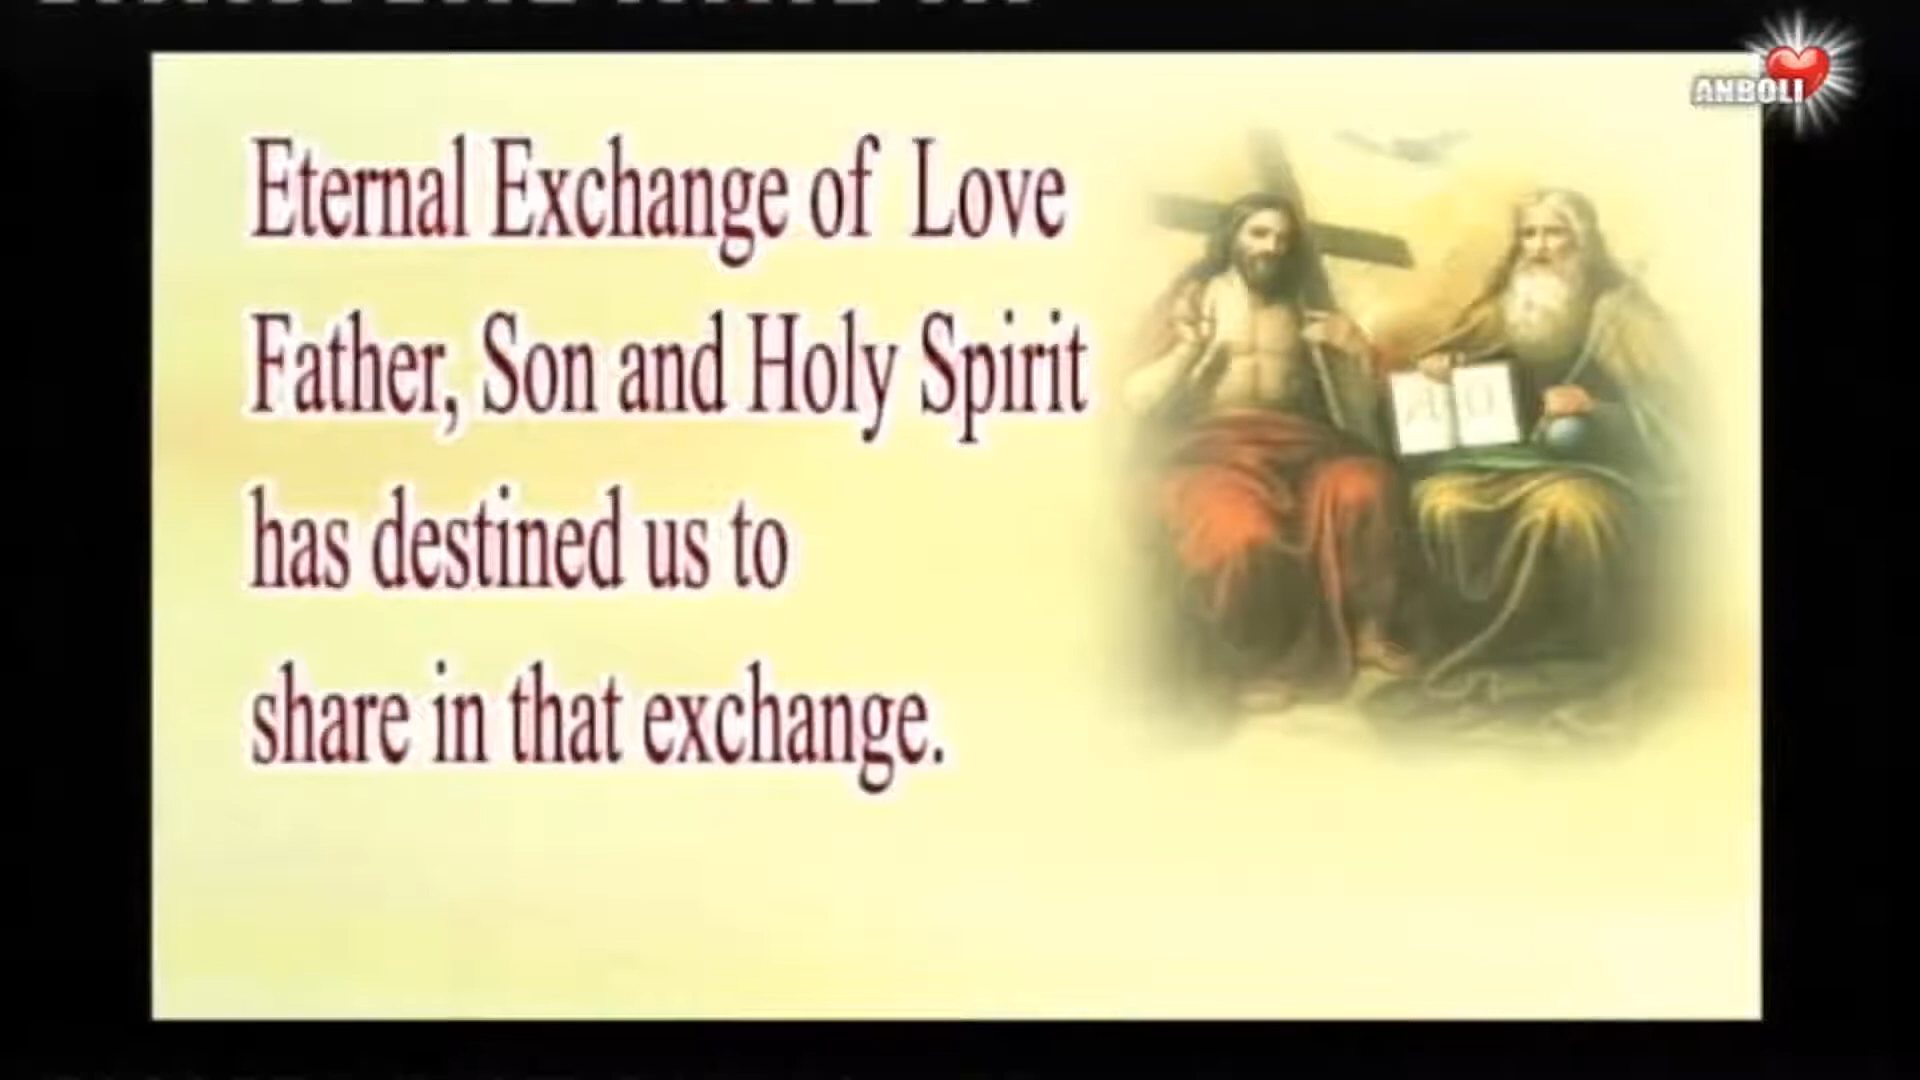 ANBOLI
Eternal Exchange of Love
Father, Son and Holy Spirit
has destined us to
share in that exchange.